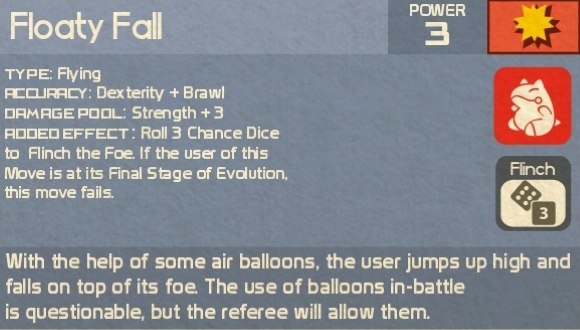 Floaty Fall
POWER
3
TYPE: Flying
ACCURACY: Dexterity + Brawl
DAMAGE POOL: Strength + 3
ADDED EFFECT: Roll 3 Chance Dice
to Flinch the Foe. If the user of this
Move is at its Final Stage of Evolution,
this move fails.
Flinch
3
With the help of some air balloons, the user jumps up high and
falls on top of its foe. The use of balloons in-battle
is questionable, but the referee will allow them.